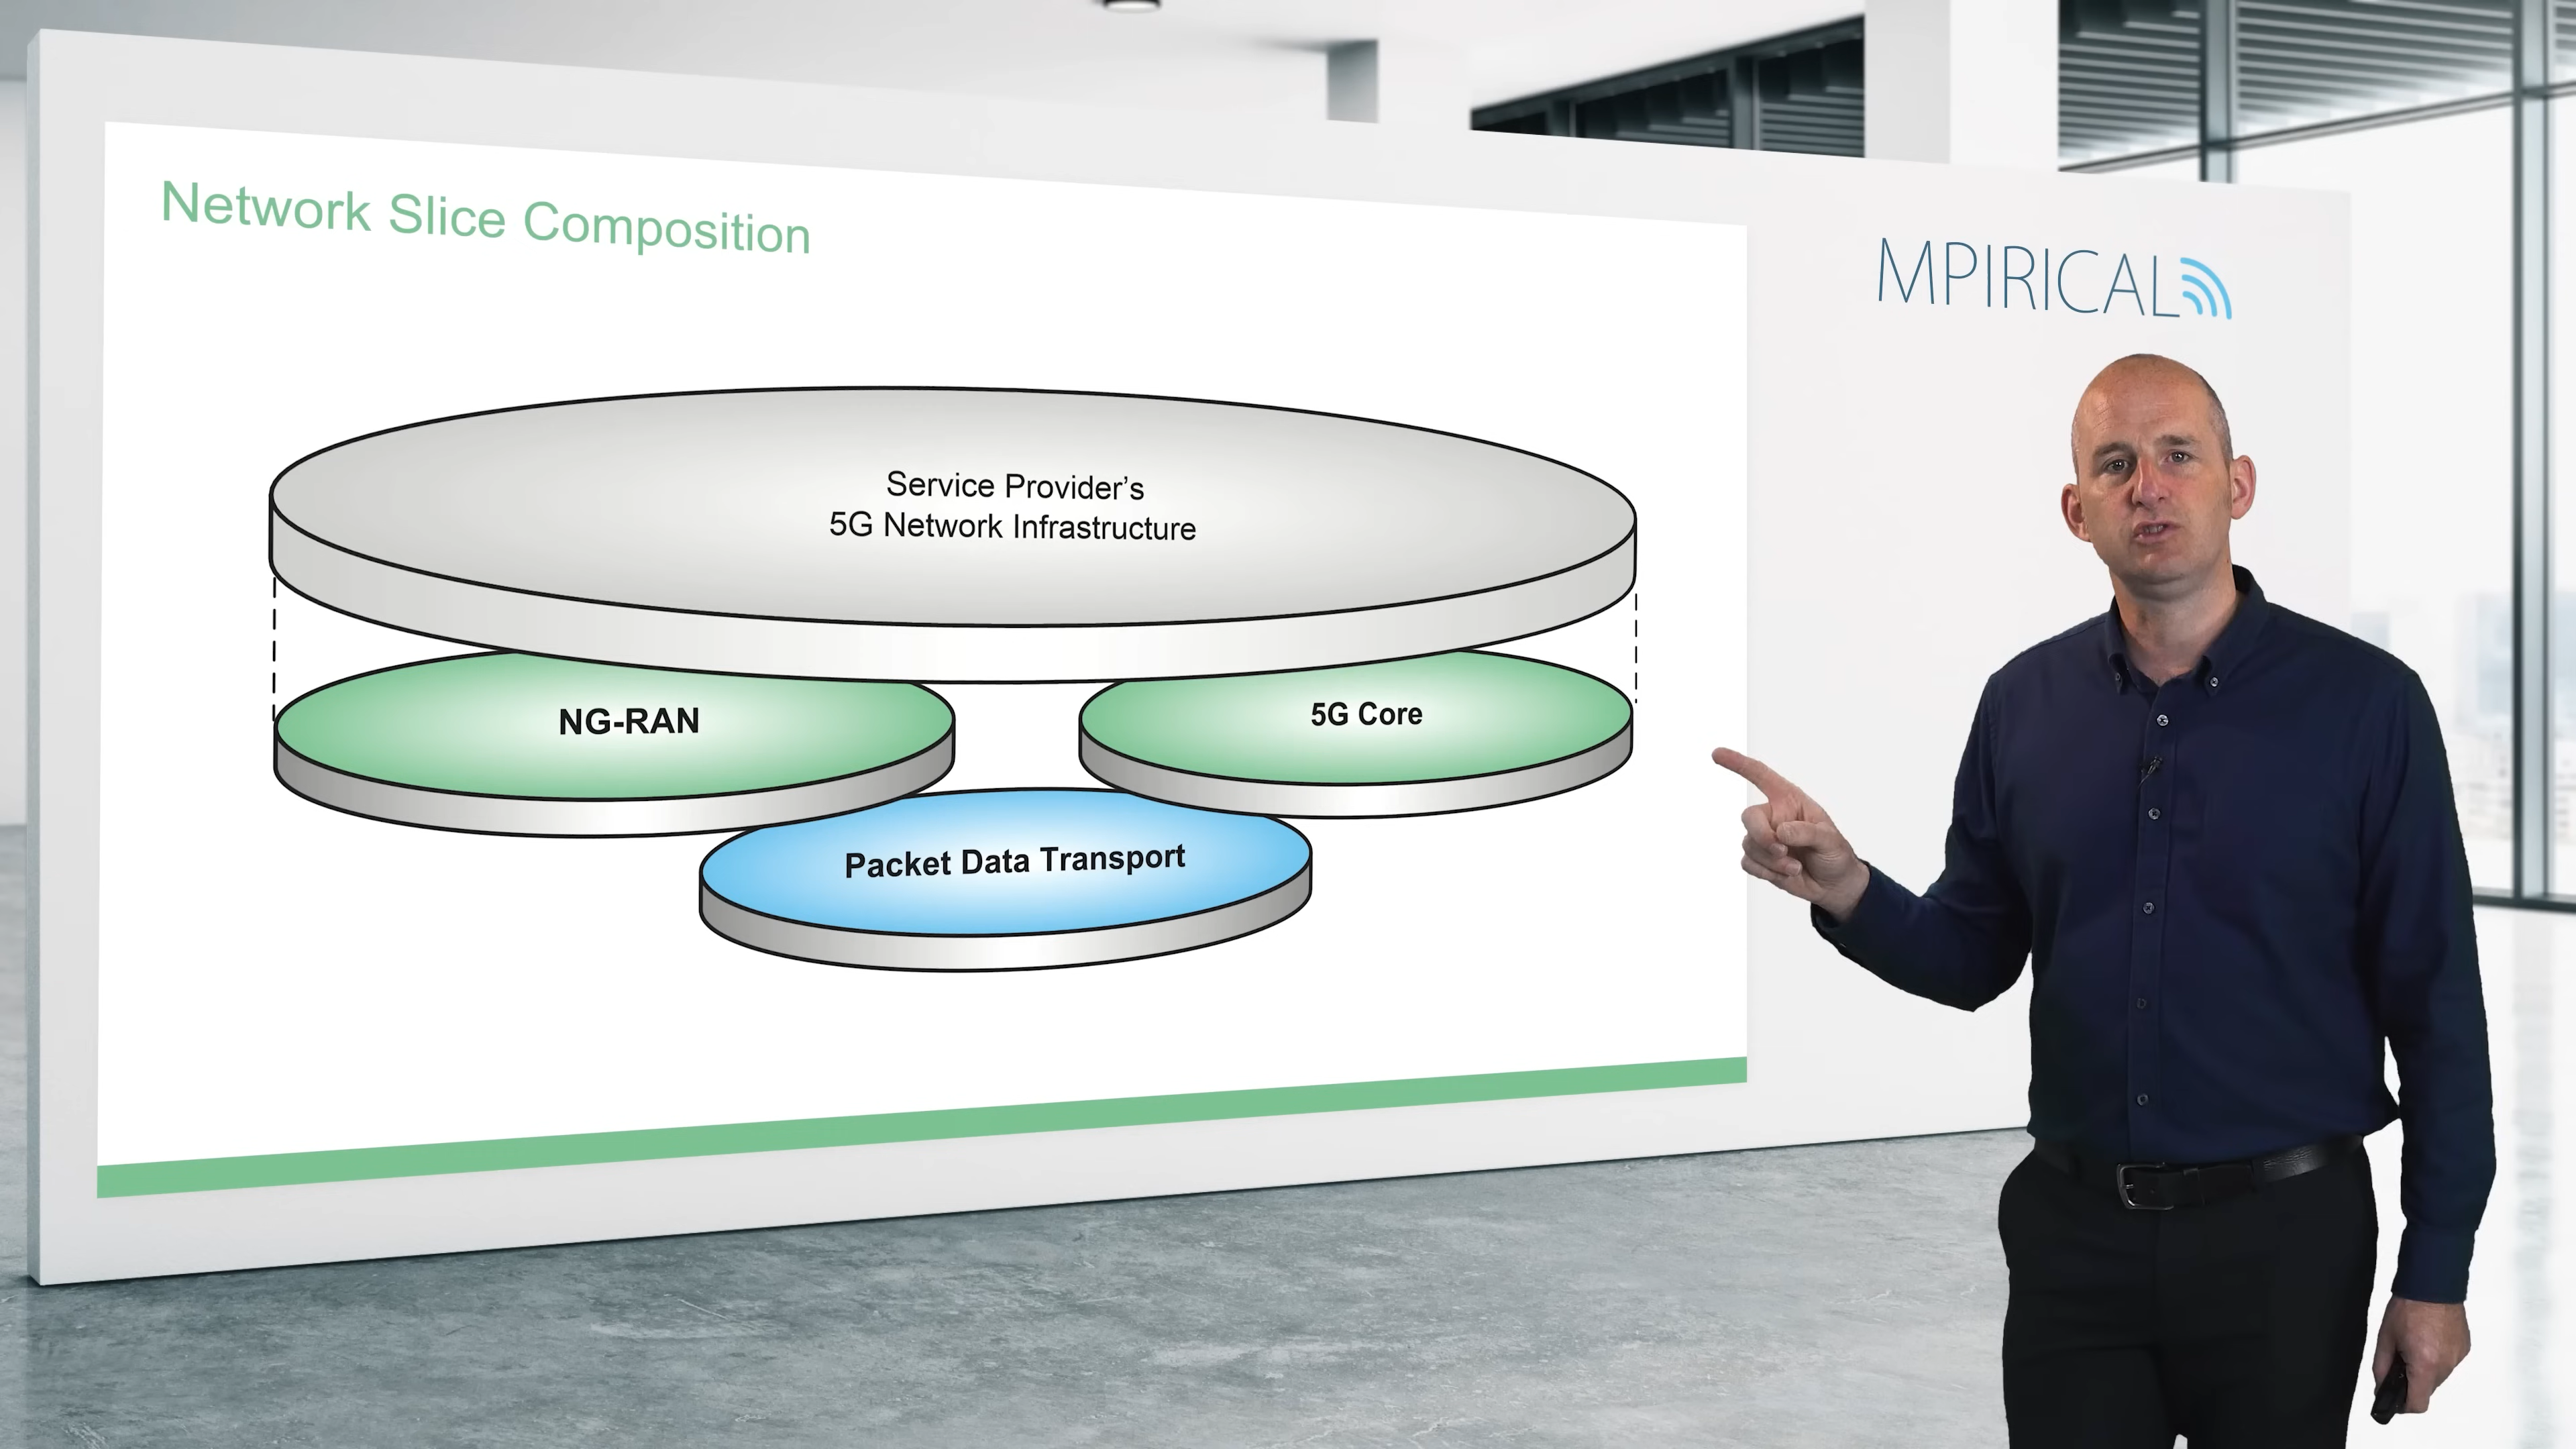 Network Slice Composition
MPIRICAL
Service Provider’s
5G Network Infrastructure
NG-RAN
5G Core
Packet Data Transport